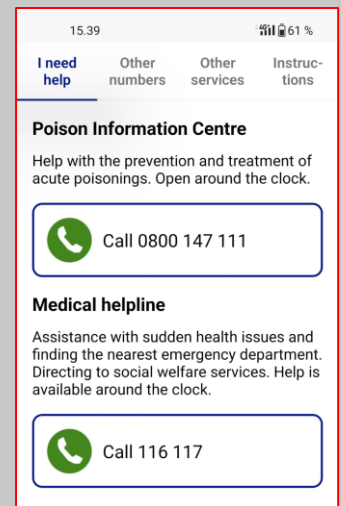 15.39 61 %
I need help
Other numbers
Other services
Instruc-
tions
Poison Information Centre
Help with the prevention and treatment of
acute poisonings. Open around the clock.
Call 0800 147 111
Medical helpline
Assistance with sudden health issues and
finding the nearest emergency department.
Directing to social welfare services. Help is
available around the clock.
Call 116 117